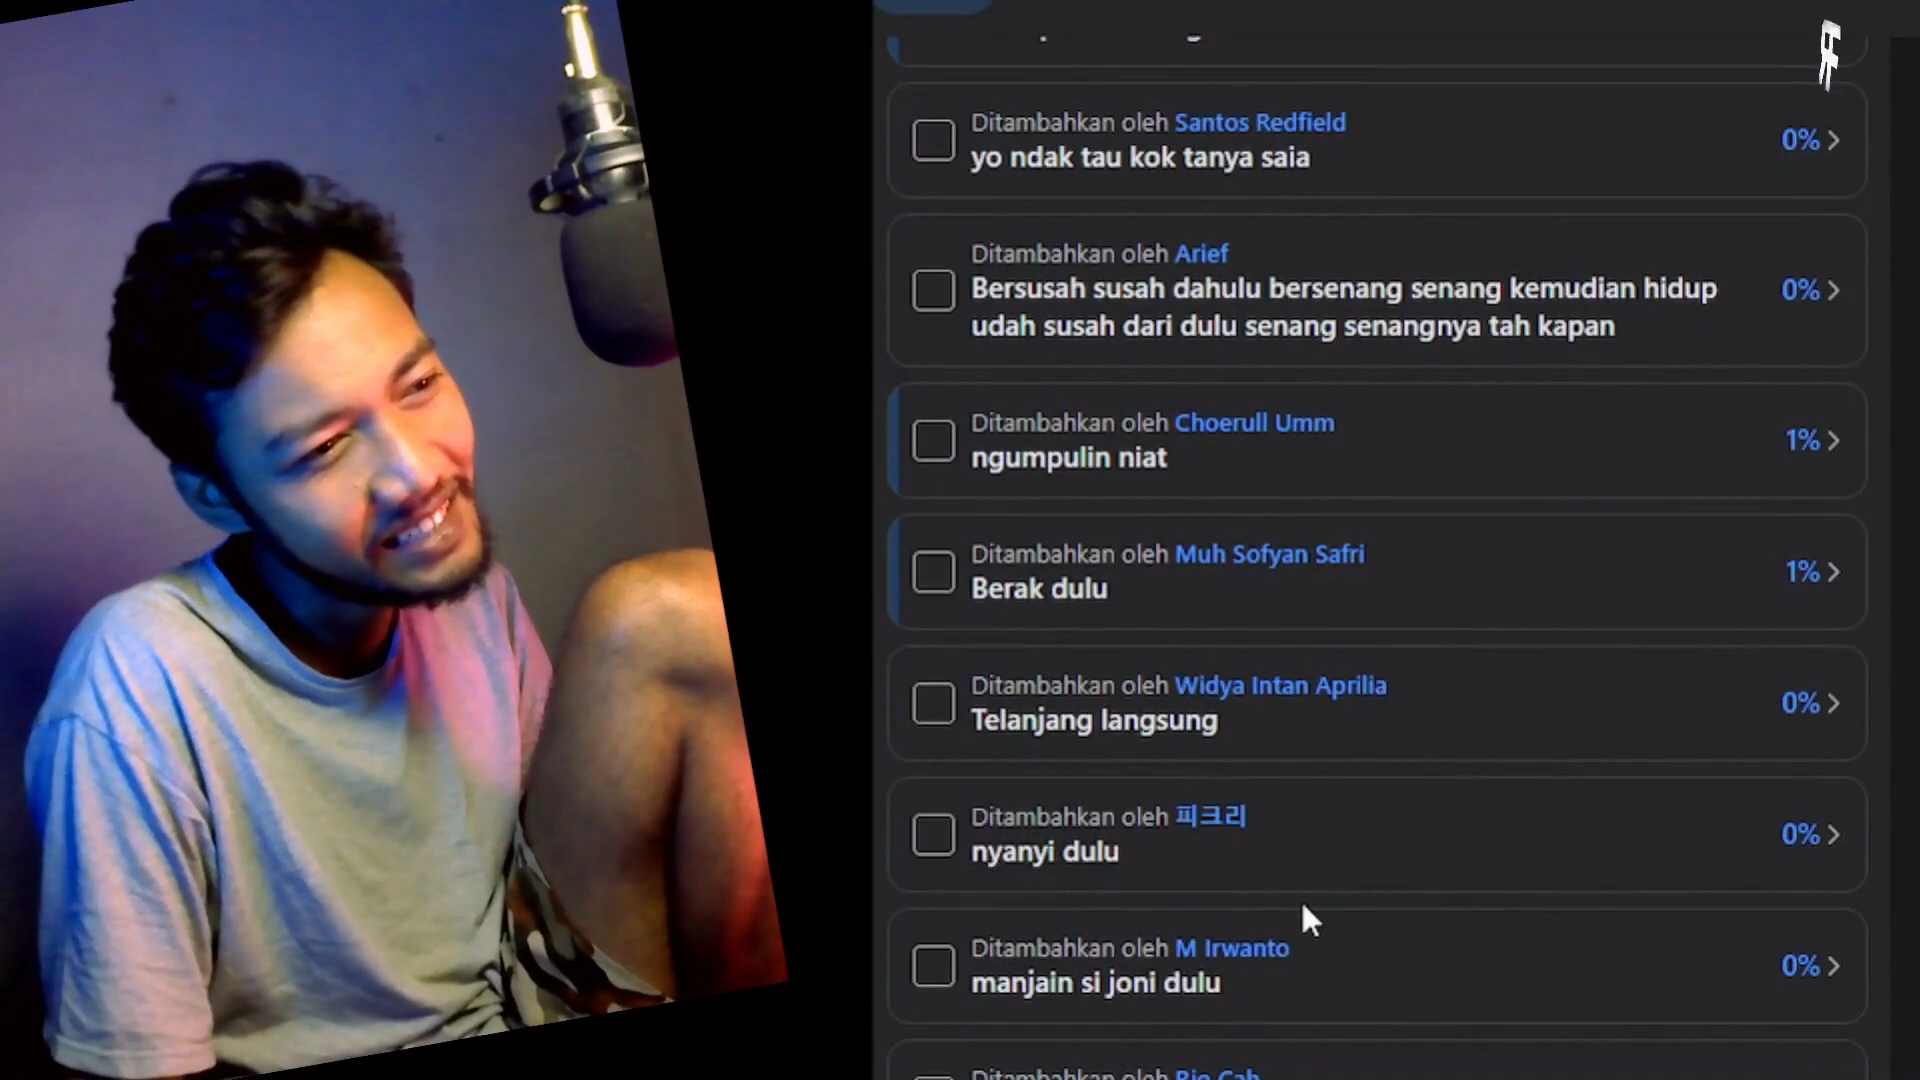 Ditambahkan oleh Santos Redfield
yo ndak tau kok tanya saia
0%
Ditambahkan oleh Arief
Bersusah susah dahulu bersenang senang kemudian hidup
udah susah dari dulu senang senangnya tah kapan
0%
Ditambahkan oleh Choerull Umm
ngumpulin niat
1%
Ditambahkan oleh Muh Sofyan Safri
Berak dulu
1%
Ditambahkan oleh Widya Intan Aprilia
Telanjang langsung
0%
Ditambahkan oleh 피크리
nyanyi dulu
0%
Ditambahkan oleh M Irwanto
manjain si joni dulu
0%
Ditambahkan oleh